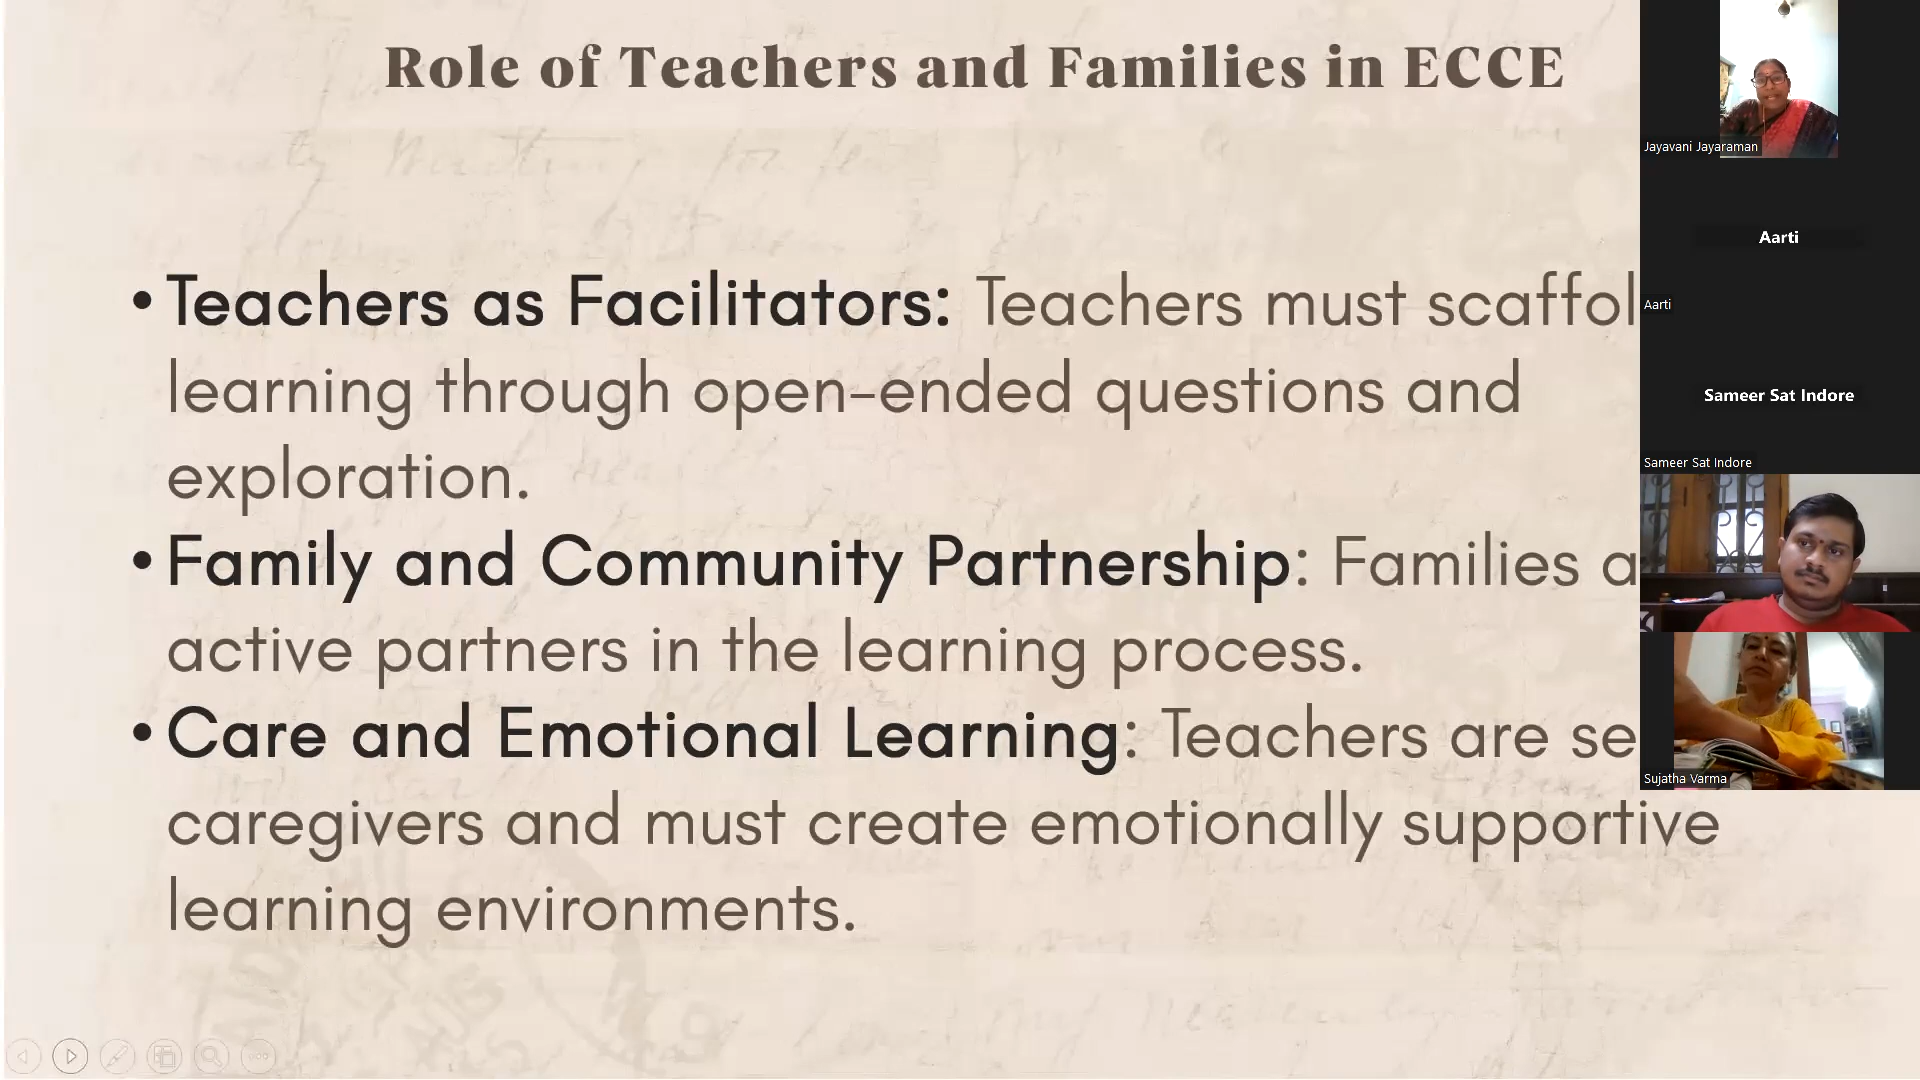 Role of Teachers and Families in ECCE
• Teachers as Facilitators: Teachers must scaffol
learning through open-ended questions and
exploration.
• Family and Community Partnership: Families a
active partners in the learning process.
• Care and Emotional Learning: Teachers are se
caregivers and must create emotionally supportive
learning environments.
Jayavani Jayaraman
Aarti
Aarti
Sameer Sat Indore
Sameer Sat Indore
Sujatha Varma